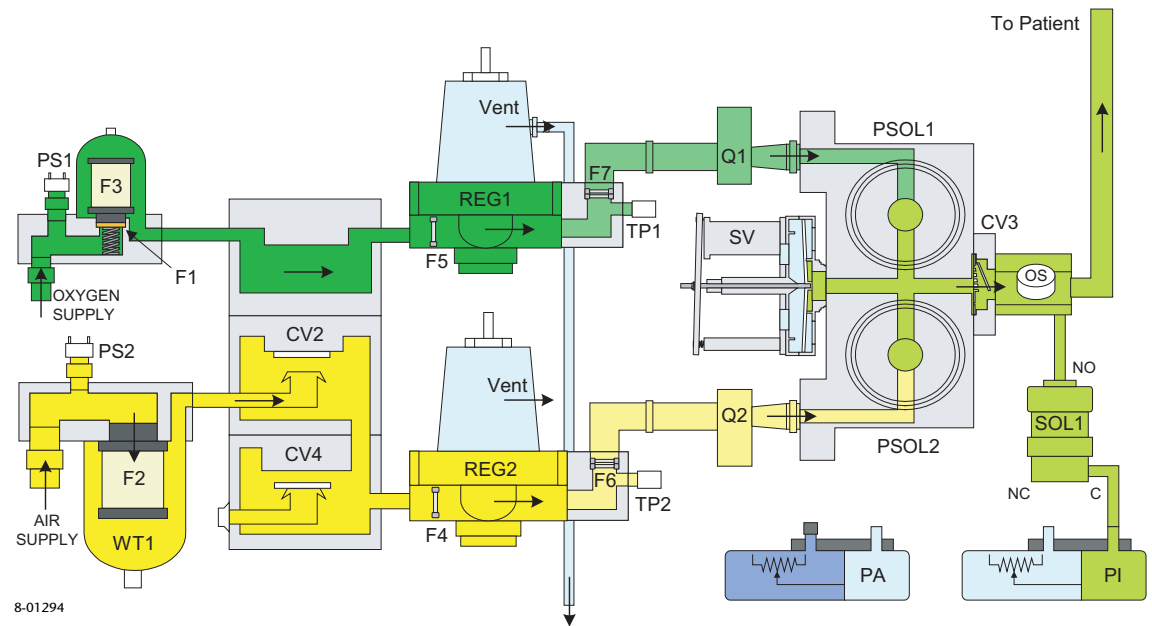 To Patient
Vent
PSOL1
PS1
Q1
F3
F7
REG1
CV3
TP1
SV
F1
F5
OS
OXYGEN
SUPPLY
CV2
PS2
NO
Vent
Q2
SOL1
PSOL2
CV4
REG2
F2
F6
NC
C
TP2
AIR
SUPPLY
F4
WT1
PA
PI
8-01294